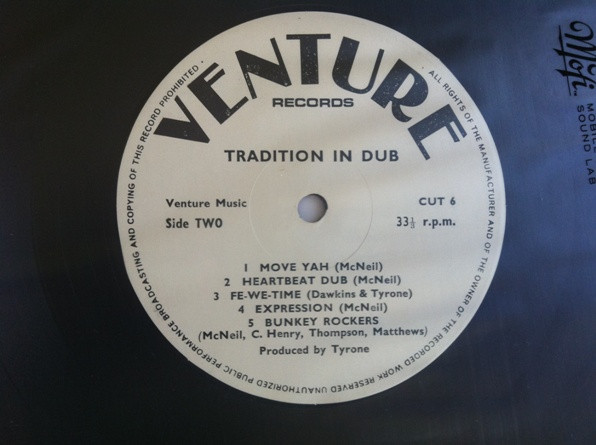 VENTURE
RECORDS
TRADITION IN DUB
Venture Music
CUT 6
Side TWO
33⅓ r.p.m.
1 MOVE YAH (McNeil)
2 HEARTBEAT DUB (McNeil)
3 FE-WE-TIME (Dawkins & Tyrone)
4 EXPRESSION (McNeil)
5 BUNKEY ROCKERS
(McNeil, C. Henry, Thompson, Matthews)
Produced by Tyrone
ALL RIGHTS OF THE MANUFACTURER AND OF THE OWNER OF THE RECORDED WORK RESERVED UNAUTHORIZED PUBLIC PERFORMANCE BROADCASTING AND COPYING OF THIS RECORD PROHIBITED ·
Mofi
MOBILE
SOUND LAB